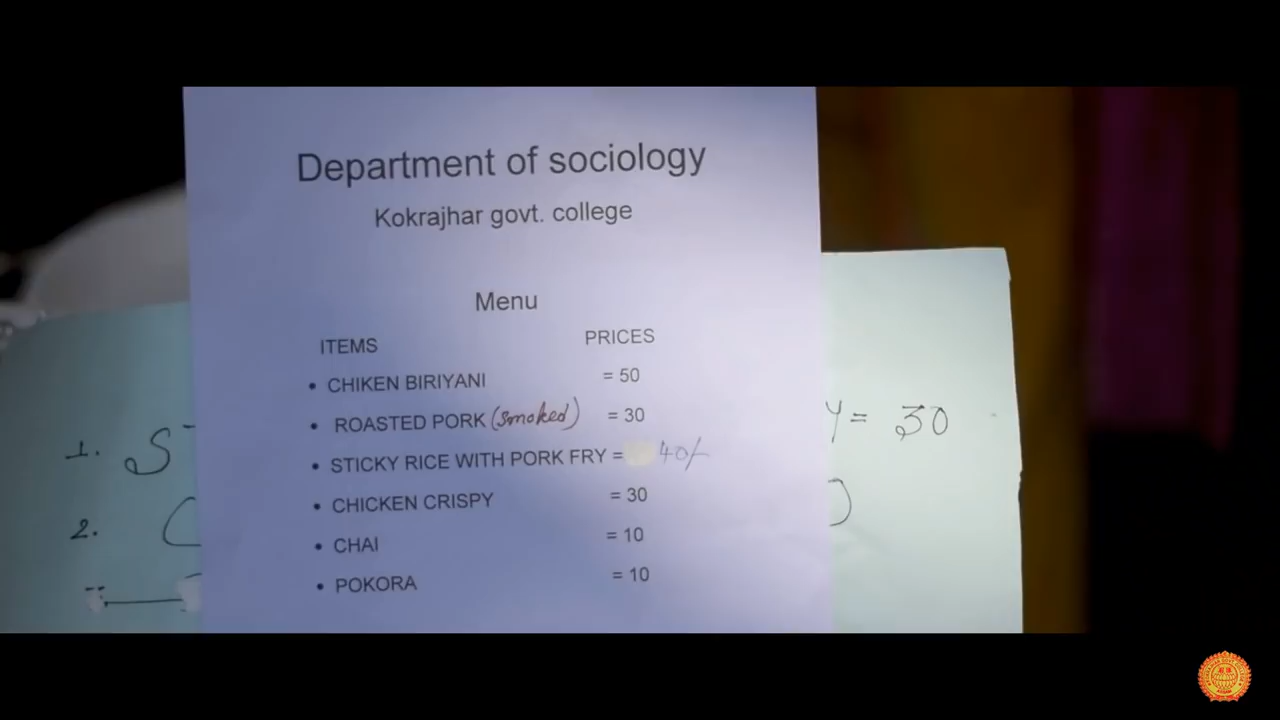 Department of sociology
Kokrajhar govt. college
Menu
ITEMS PRICES
• CHIKEN BIRIYANI = 50
• ROASTED PORK (smoked) = 30
• STICKY RICE WITH PORK FRY = 40/-
• CHICKEN CRISPY = 30
• CHAI = 10
• POKORA = 10
1. S
Y = 30
2.